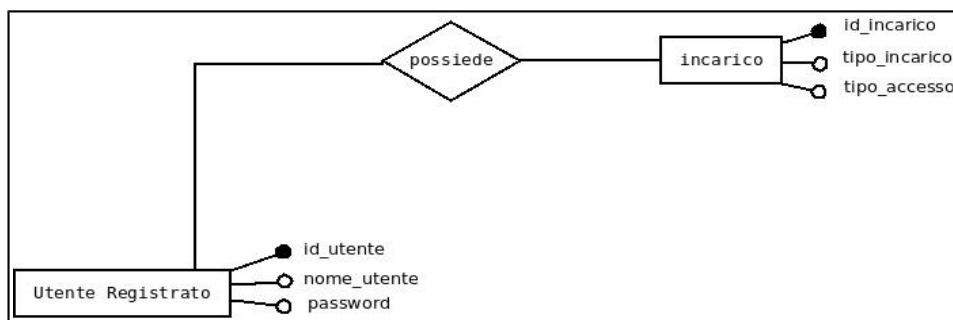 id_incarico
possiede
incarico
tipo_incarico
tipo_accesso
id_utente
nome_utente
Utente Registrato
password